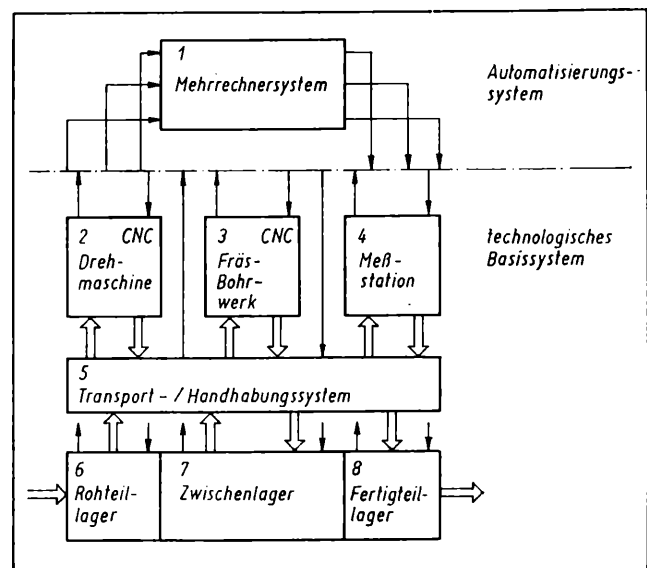 1
Mehrrechnersystem
Automatisierungs-
system
2 CNC
Dreh-
maschine
3 CNC
Fräs-
Bohr-
werk
4
Meß-
station
technologisches
Basissystem
5
Transport-/Handhabungssystem
6
Rohteil-
lager
7
Zwischenlager
8
Fertigteil-
lager